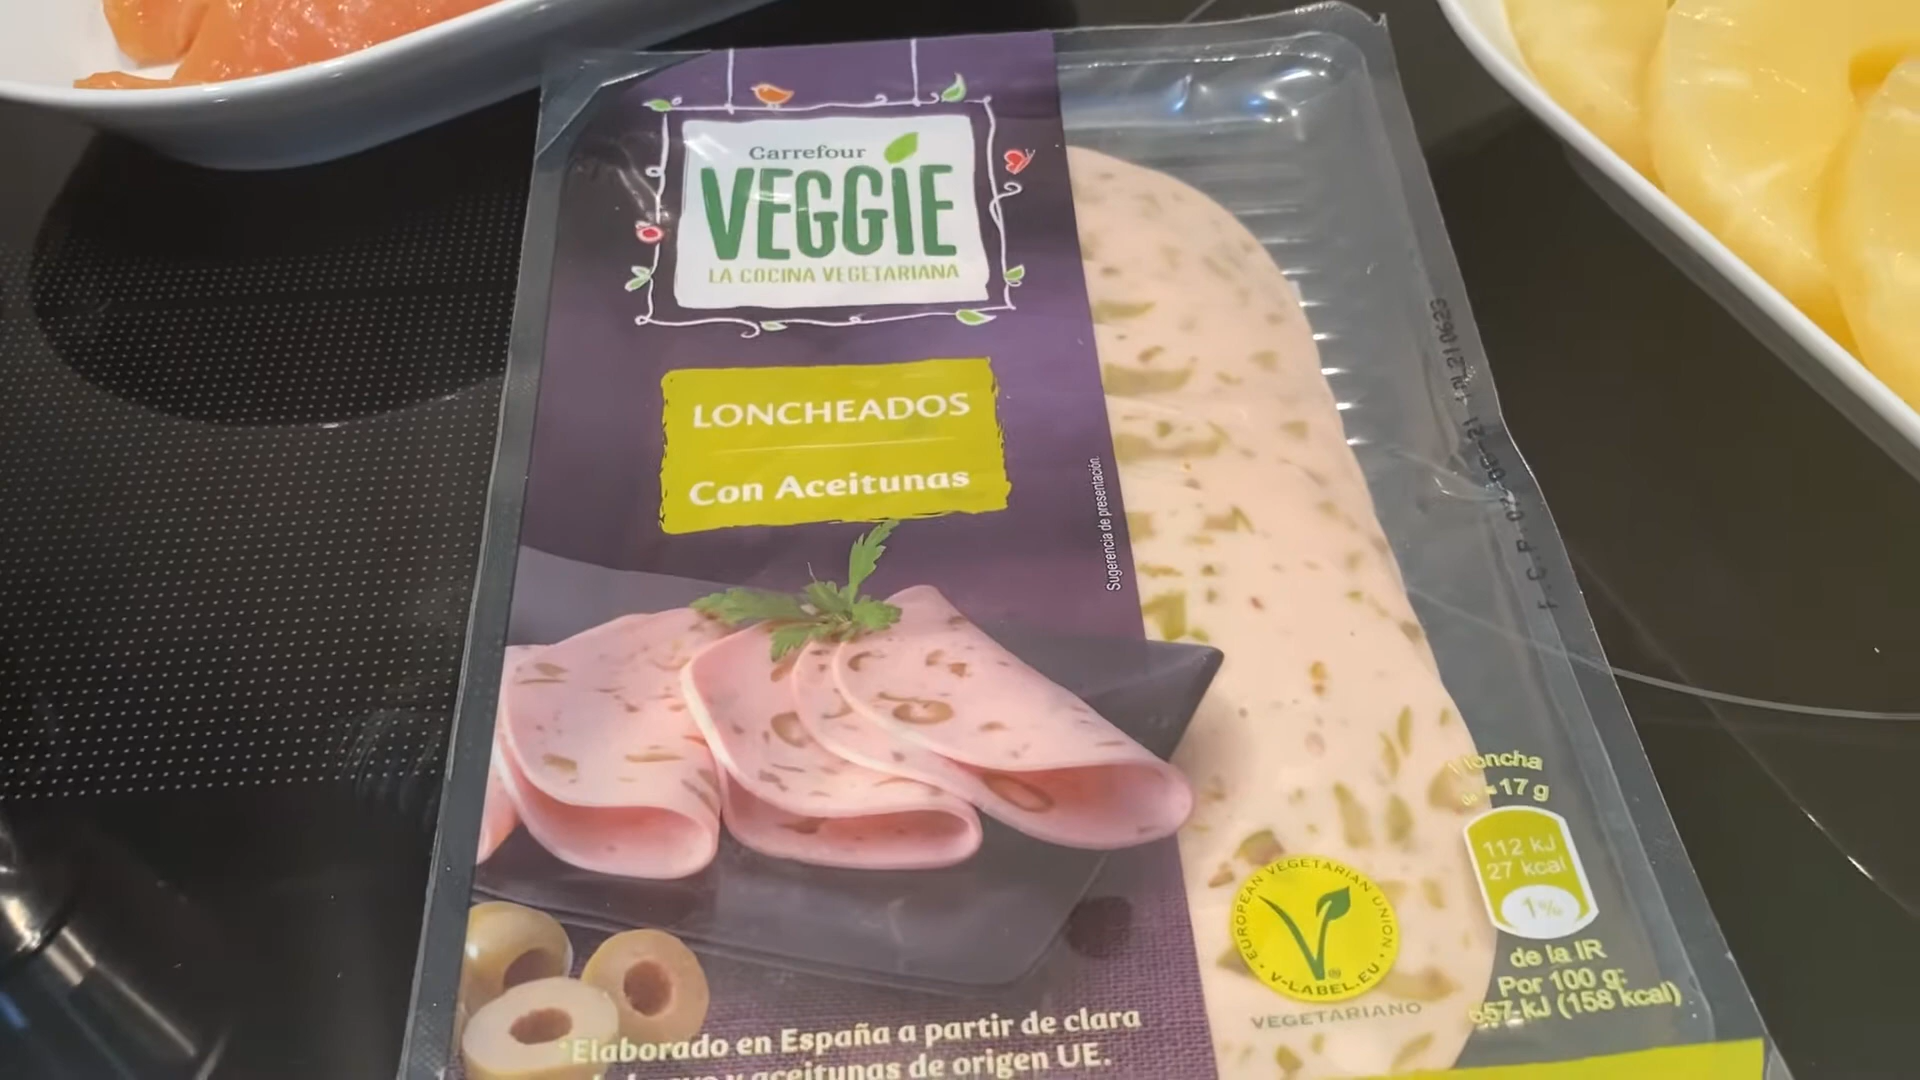 Carrefour
VEGGIE
LA COCINA VEGETARIANA
LONCHEADOS
Con Aceitunas
Sugerencia de presentación.
loncha
17 g
112 kJ
27 kcal
1%
de la IR
Por 100 g:
657 kJ (158 kcal)
EUROPEAN VEGETARIAN UNION
V-LABEL.EU
VEGETARIANO
*Elaborado en España a partir de clara
y aceitunas de origen UE.